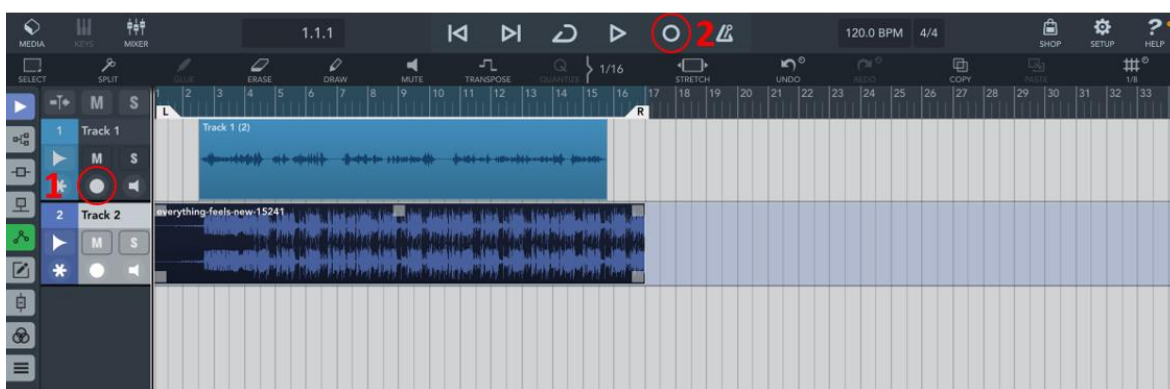 1.1.1
2
120.0 BPM 4/4
MEDIA KEYS MIXER SHOP SETUP HELP
1/16
SELECT SPLIT GLUE ERASE DRAW MUTE TRANSPOSE QUANTIZE STRETCH UNDO REDO COPY PASTE 1/8
M S 1 2 3 4 5 6 7 8 9 10 11 12 13 14 15 16 17 18 19 20 21 22 23 24 25 26 27 28 29 30 31 32 33
L R
1 Track 1 Track 1 (2)
M S
1
2 Track 2 everything-feels-new-15241
M S